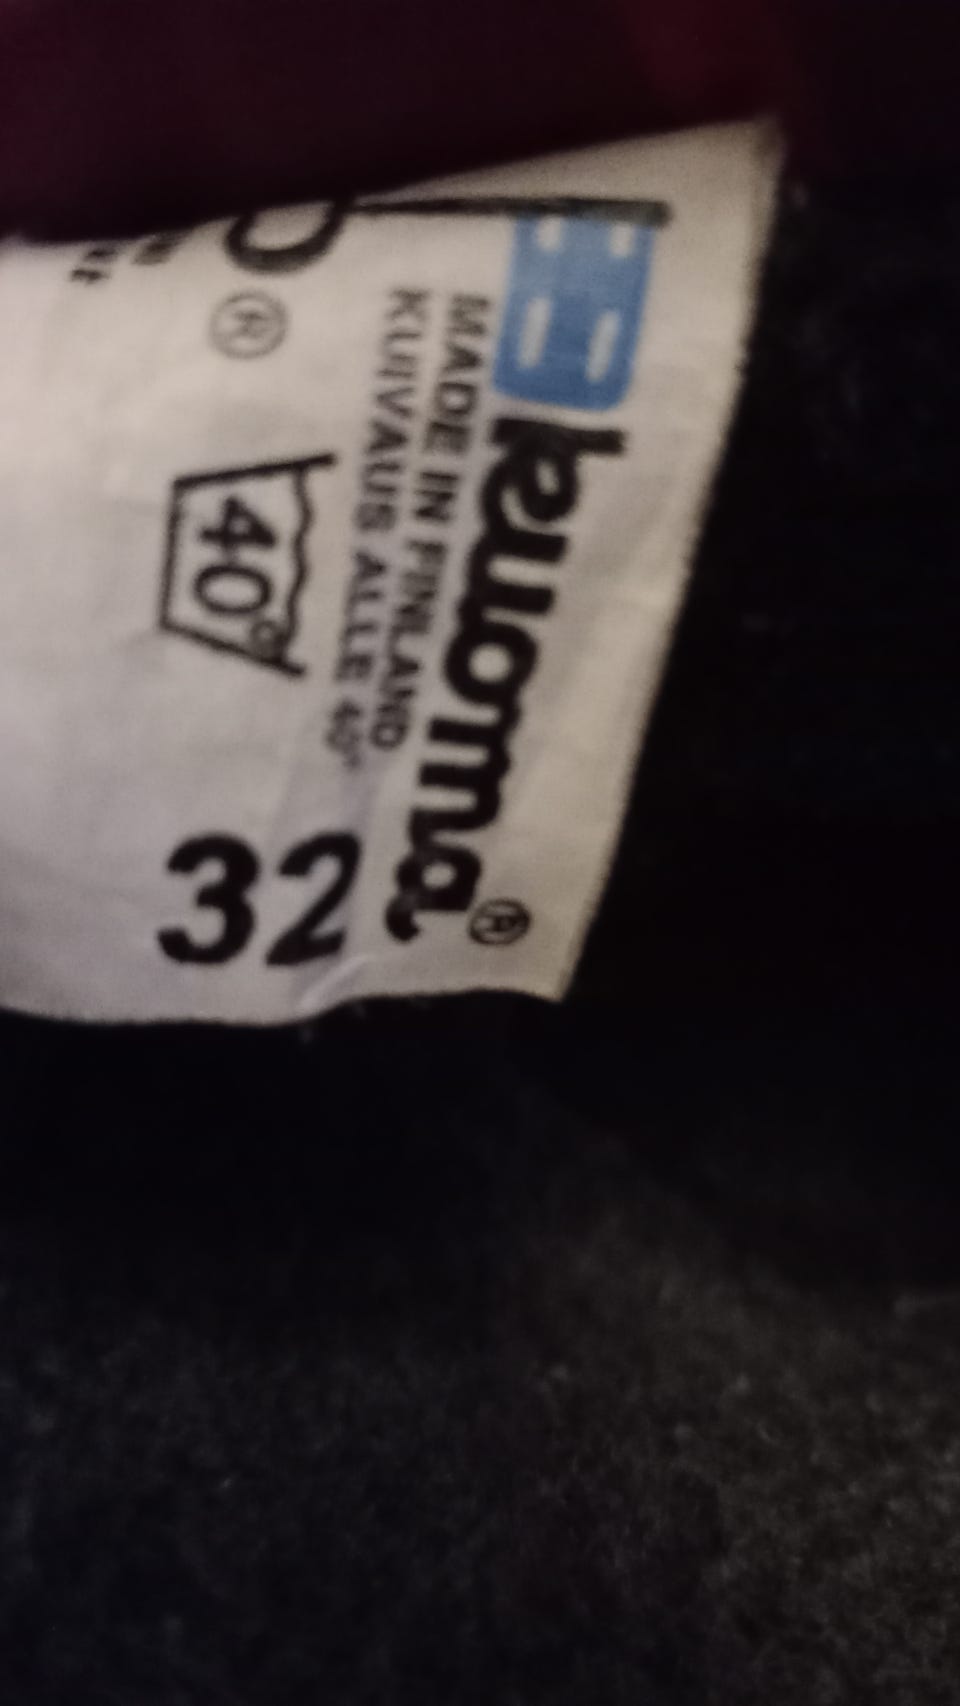 kuoma®
MADE IN FINLAND
KUIVAUS ALLE 40°
®
40°
32